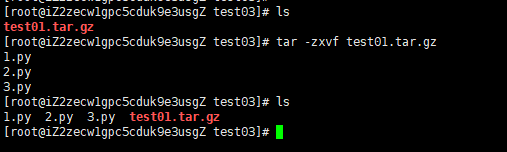 [root@iZ2zecw1gpc5cduk9e3usgZ test03]# ls
test01.tar.gz
[root@iZ2zecw1gpc5cduk9e3usgZ test03]# tar -zxvf test01.tar.gz
1.py
2.py
3.py
[root@iZ2zecw1gpc5cduk9e3usgZ test03]# ls
1.py 2.py 3.py test01.tar.gz
[root@iZ2zecw1gpc5cduk9e3usgZ test03]#